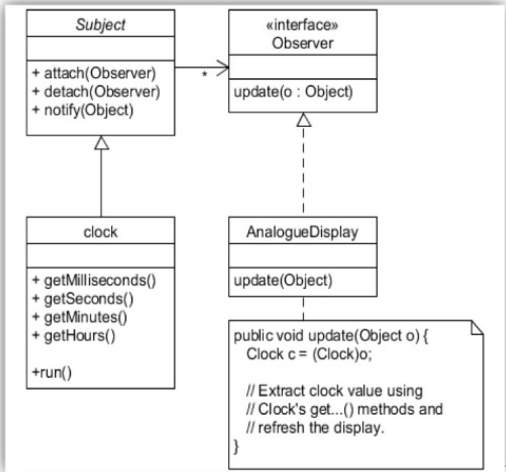 Subject
+ attach(Observer)
+ detach(Observer)
+ notify(Object)
*
«interface»
Observer
update(o : Object)
clock
+ getMilliseconds()
+ getSeconds()
+ getMinutes()
+ getHours()
+run()
AnalogueDisplay
update(Object)
public void update(Object o) {
Clock c = (Clock)o;
// Extract clock value using
// Clock's get...() methods and
// refresh the display.
}